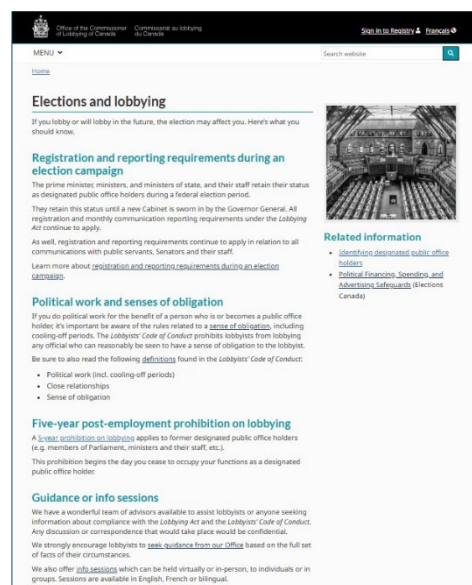 Office of the Commissioner
of Lobbying of Canada
Commissariat au lobbying
du Canada
Sign in to Registry
Français
MENU
Search website
Home
Elections and lobbying
If you lobby or will lobby in the future, the election may affect you. Here's what you
should know.
Registration and reporting requirements during an
election campaign
The prime minister, ministers, and ministers of state, and their staff retain their status
as designated public office holders during a federal election period.
They retain this status until a new Cabinet is sworn in by the Governor General. All
registration and monthly communication reporting requirements under the Lobbying
Act continue to apply.
As well, registration and reporting requirements continue to apply in relation to all
communications with public servants, Senators and their staff.
Learn more about registration and reporting requirements during an election
campaign.
Political work and senses of obligation
If you do political work for the benefit of a person who is or becomes a public office
holder, it's important be aware of the rules related to a sense of obligation, including
cooling-off periods. The Lobbyists' Code of Conduct prohibits lobbyists from lobbying
any official who can reasonably be seen to have a sense of obligation to the lobbyist.
Be sure to also read the following definitions found in the Lobbyists' Code of Conduct:
• Political work (incl. cooling-off periods)
• Close relationships
• Sense of obligation
Five-year post-employment prohibition on lobbying
A 5-year prohibition on lobbying applies to former designated public office holders
(e.g. members of Parliament, ministers and their staff, etc.).
This prohibition begins the day you cease to occupy your functions as a designated
public office holder.
Guidance or info sessions
We have a wonderful team of advisors available to assist lobbyists or anyone seeking
information about compliance with the Lobbying Act and the Lobbyists' Code of Conduct.
Any discussion or correspondence that would take place would be confidential.
We strongly encourage lobbyists to seek guidance from our Office based on the full set
of facts of their circumstances.
We also offer info sessions which can be held virtually or in-person, to individuals or in
groups. Sessions are available in English, French or bilingual.
Related information
• Identifying designated public office
holders
• Political Financing, Spending, and
Advertising Safeguards (Elections
Canada)